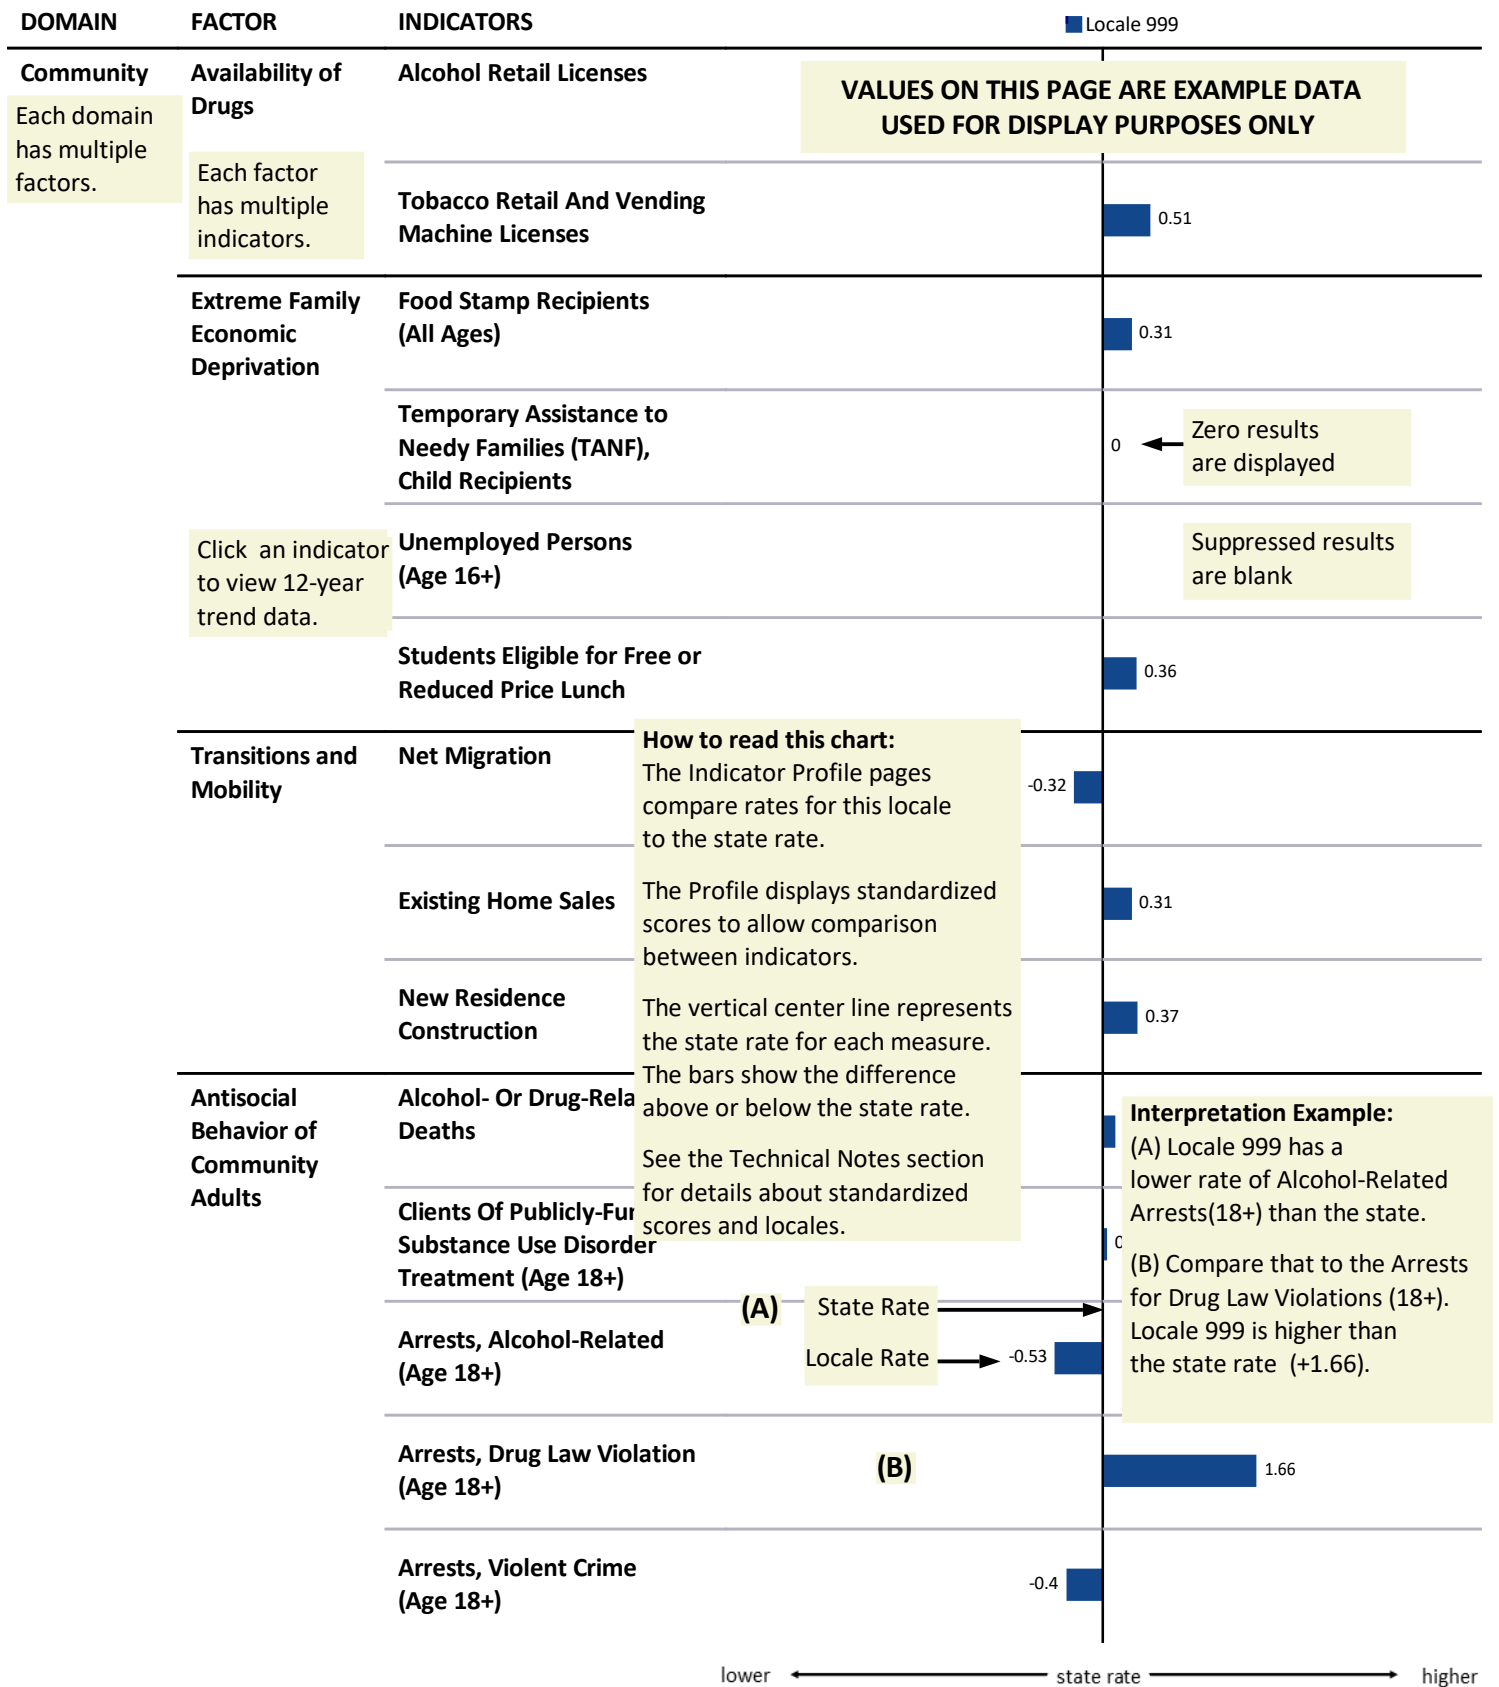 DOMAIN FACTOR INDICATORS
Locale 999
Community
Availability of
Drugs
Alcohol Retail Licenses
VALUES ON THIS PAGE ARE EXAMPLE DATA
USED FOR DISPLAY PURPOSES ONLY
Each domain
has multiple
factors.
Each factor
has multiple
indicators.
Tobacco Retail And Vending
Machine Licenses
0.51
Extreme Family
Economic
Deprivation
Food Stamp Recipients
(All Ages)
0.31
Temporary Assistance to
Needy Families (TANF),
Child Recipients
0
Zero results
are displayed
Click an indicator
to view 12-year
trend data.
Unemployed Persons
(Age 16+)
Suppressed results
are blank
Students Eligible for Free or
Reduced Price Lunch
0.36
Transitions and
Mobility
Net Migration
-0.32
How to read this chart:
The Indicator Profile pages
compare rates for this locale
to the state rate.
The Profile displays standardized
scores to allow comparison
between indicators.
The vertical center line represents
the state rate for each measure.
The bars show the difference
above or below the state rate.
See the Technical Notes section
for details about standardized
scores and locales.
Existing Home Sales
0.31
New Residence
Construction
0.37
Antisocial
Behavior of
Community
Adults
Alcohol- Or
Deaths
Clients Of
Substance Use Disorder
Treatment (Age 18+)
Interpretation Example:
(A) Locale 999 has a
lower rate of Alcohol-Related
Arrests(18+) than the state.
(B) Compare that to the Arrests
for Drug Law Violations (18+).
Locale 999 is higher than
the state rate (+1.66).
(A)
State Rate
Locale Rate
Arrests, Alcohol-Related
(Age 18+)
-0.53
Arrests, Drug Law Violation
(Age 18+)
(B)
1.66
Arrests, Violent Crime
(Age 18+)
-0.4
lower state rate higher